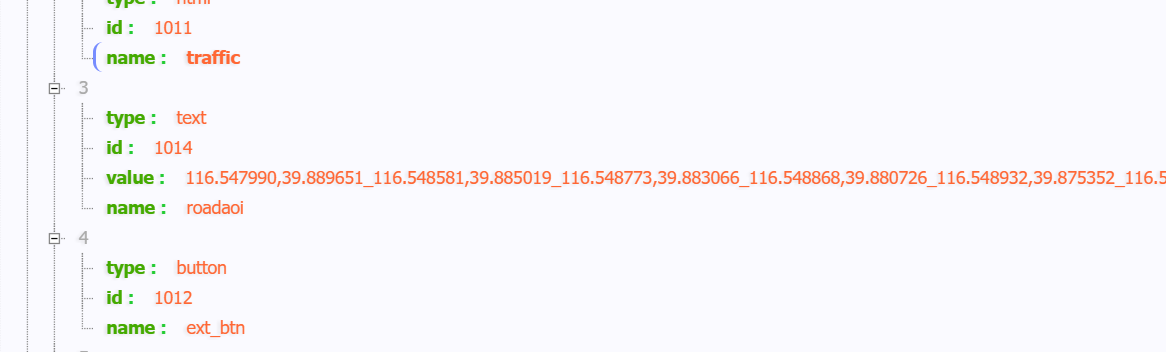 type : html
id : 1011
name : traffic
3
type : text
id : 1014
value : 116.547990,39.889651_116.548581,39.885019_116.548773,39.883066_116.548868,39.880726_116.548932,39.875352_116.5
name : roadaoi
4
type : button
id : 1012
name : ext_btn